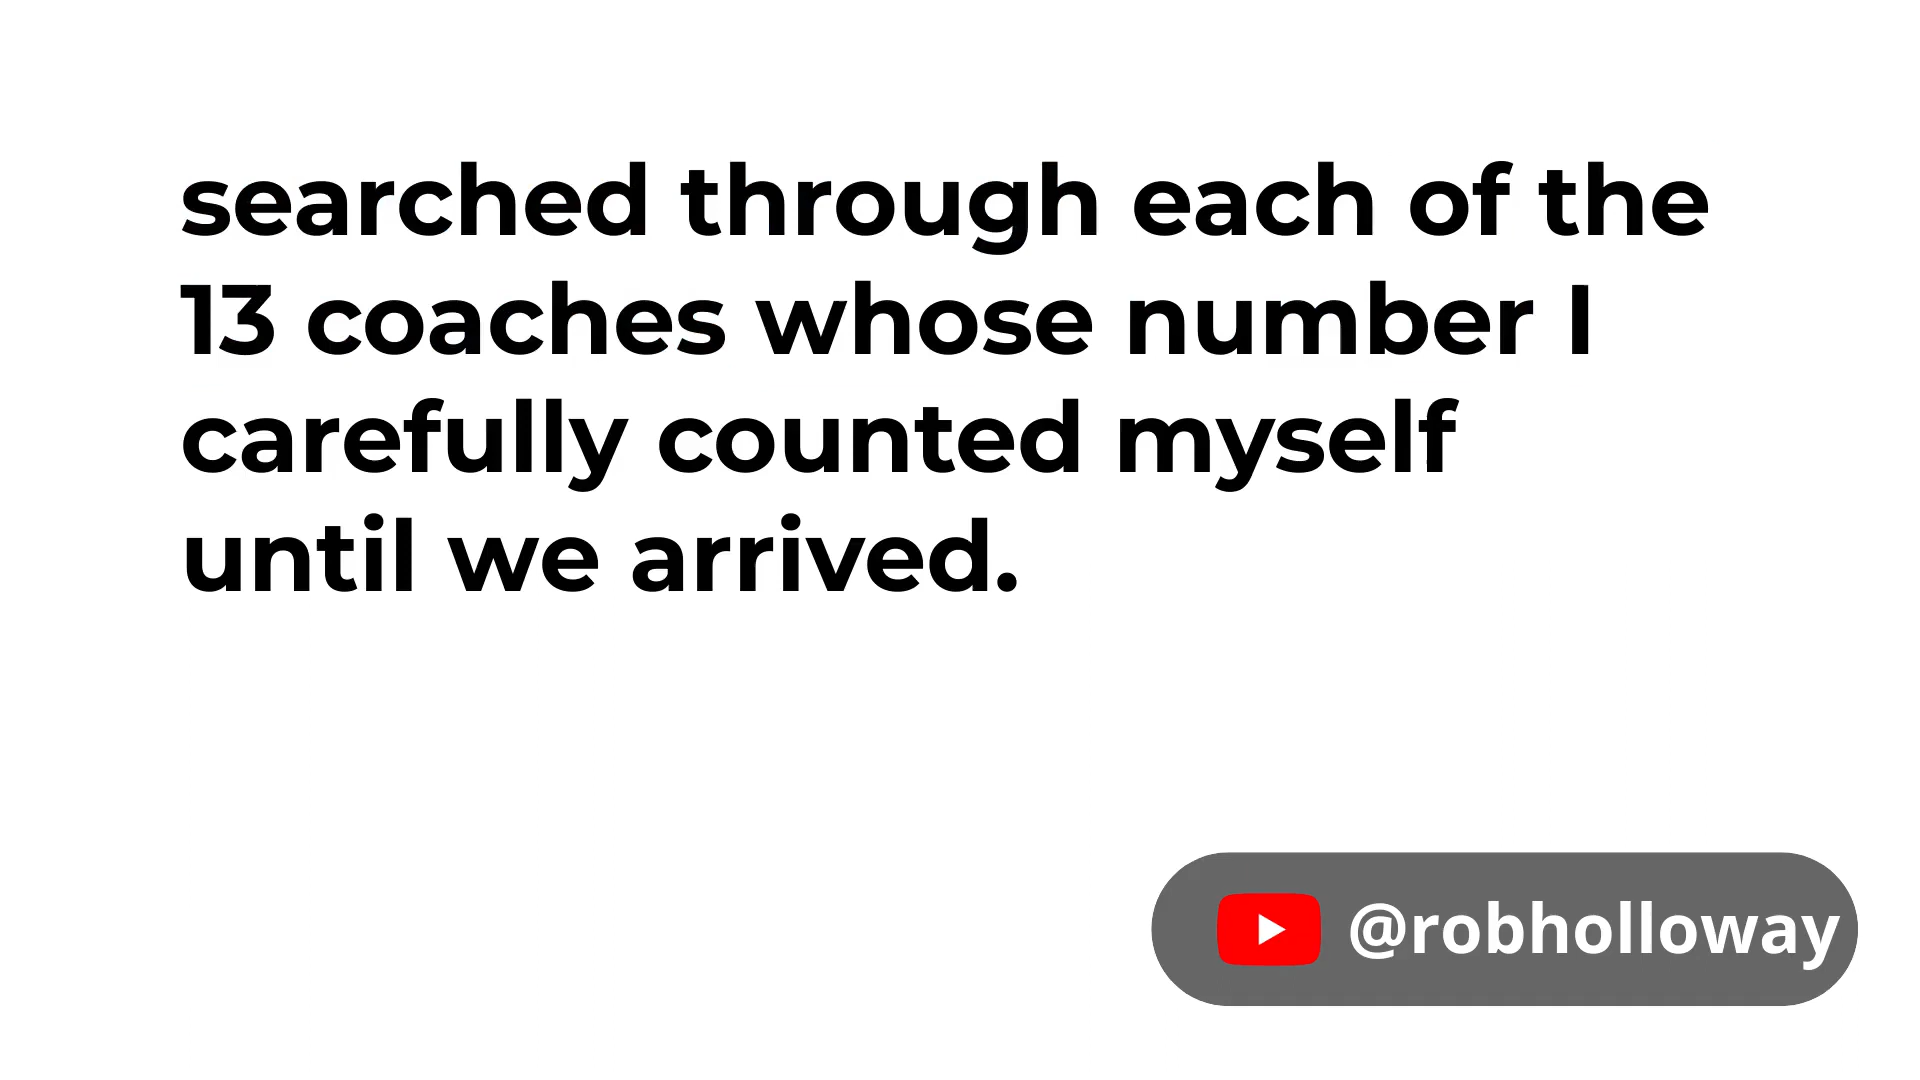 searched through each of the
13 coaches whose number I
carefully counted myself
until we arrived.
@robholloway